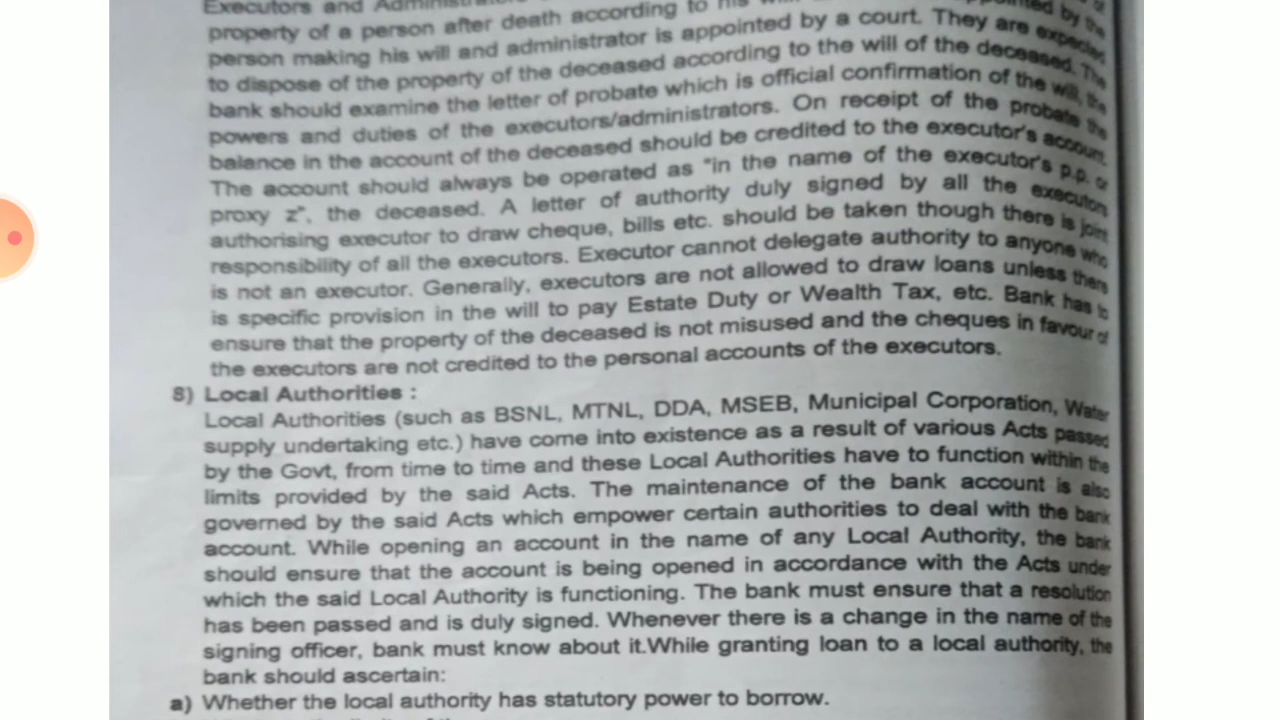 Executors and
property of a person after death according to his
person making his will and administrator is appointed by a court. They are expected
to dispose of the property of the deceased according to the will of the deceased. The
bank should examine the letter of probate which is official confirmation of the will, the
powers and duties of the executors/administrators. On receipt of the probate the
balance in the account of the deceased should be credited to the executor's account.
The account should always be operated as "in the name of the executor's p.p. or
proxy z", the deceased. A letter of authority duly signed by all the executors
authorising executor to draw cheque, bills etc. should be taken though there is joint
responsibility of all the executors. Executor cannot delegate authority to anyone who
is not an executor. Generally, executors are not allowed to draw loans unless there
is specific provision in the will to pay Estate Duty or Wealth Tax, etc. Bank has to
ensure that the property of the deceased is not misused and the cheques in favour of
the executors are not credited to the personal accounts of the executors.
8) Local Authorities :
Local Authorities (such as BSNL, MTNL, DDA, MSEB, Municipal Corporation, Water
supply undertaking etc.) have come into existence as a result of various Acts passed
by the Govt, from time to time and these Local Authorities have to function within the
limits provided by the said Acts. The maintenance of the bank account is also
governed by the said Acts which empower certain authorities to deal with the bank
account. While opening an account in the name of any Local Authority, the bank
should ensure that the account is being opened in accordance with the Acts under
which the said Local Authority is functioning. The bank must ensure that a resolution
has been passed and is duly signed. Whenever there is a change in the name of the
signing officer, bank must know about it.While granting loan to a local authority, the
bank should ascertain:
a) Whether the local authority has statutory power to borrow.